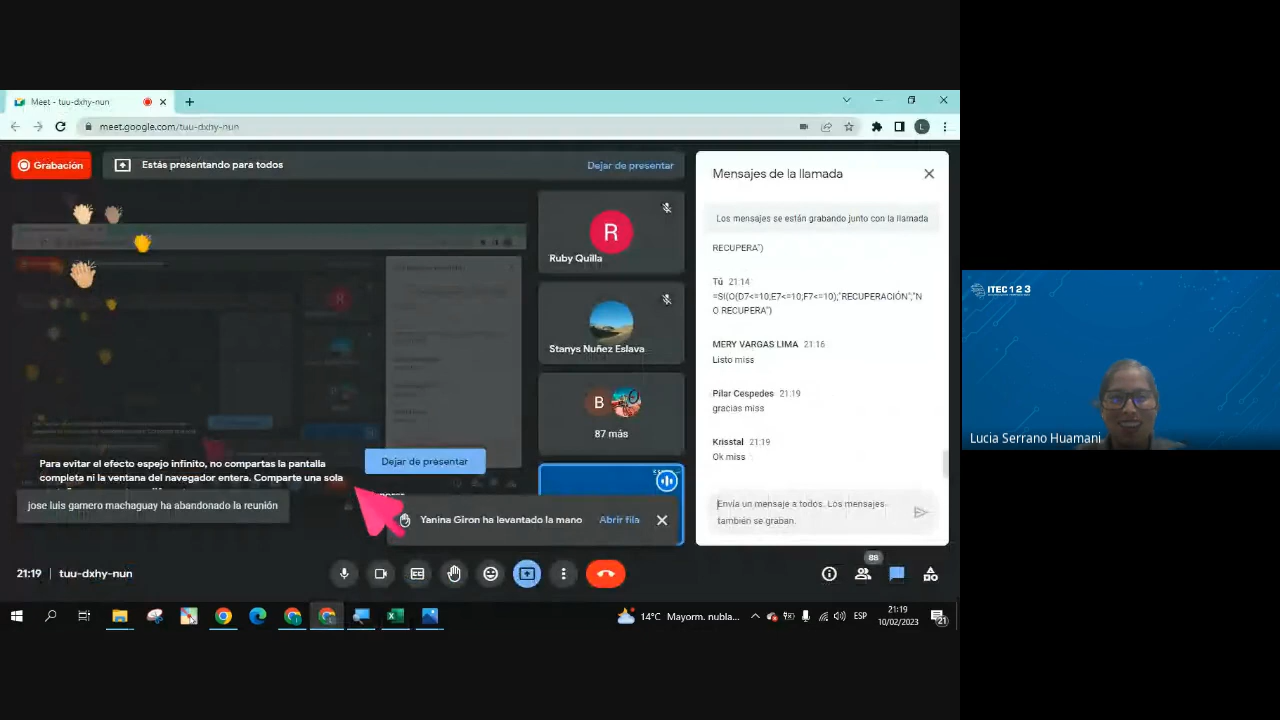 Meet - tuu-dxhy-nun
meet.google.com/tuu-dxhy-nun
L
Grabación
Estás presentando para todos
Dejar de presentar
R
Ruby Quilla
Stanys Nuñez Eslava
B
87 más
Para evitar el efecto espejo infinito, no compartas la pantalla
completa ni la ventana del navegador entera. Comparte una sola
Dejar de presentar
jose luis gamero machaguay ha abandonado la reunión
Yanina Giron ha levantado la mano
Abrir fila
21:19 | tuu-dxhy-nun
88
Mensajes de la llamada
Los mensajes se están grabando junto con la llamada
RECUPERA")
Tú 21:14
=SI(O(D7<=10;E7<=10;F7<=10);"RECUPERACIÓN";"N
O RECUPERA")
MERY VARGAS LIMA 21:16
Listo miss
Pilar Cespedes 21:19
gracias miss
Krisstal 21:19
Ok miss
Envía un mensaje a todos. Los mensajes
también se graban.
14°C Mayorm. nubla...
ESP
21:19
10/02/2023
21
ITEC 1 2 3
Lucia Serrano Huamani